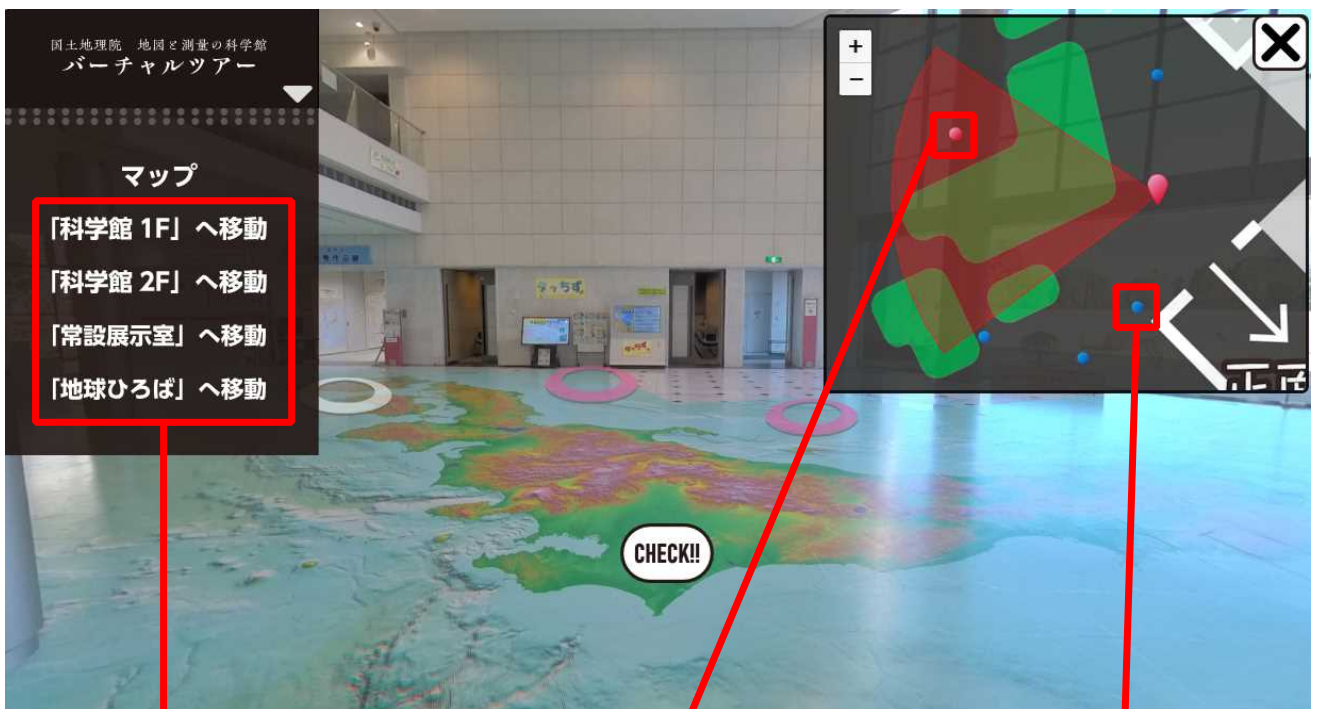 国土地理院 地図と測量の科学館
バーチャルツアー
マップ
「科学館 1F」へ移動
「科学館 2F」へ移動
「常設展示室」へ移動
「地球ひろば」へ移動
+
−
CHECK!!